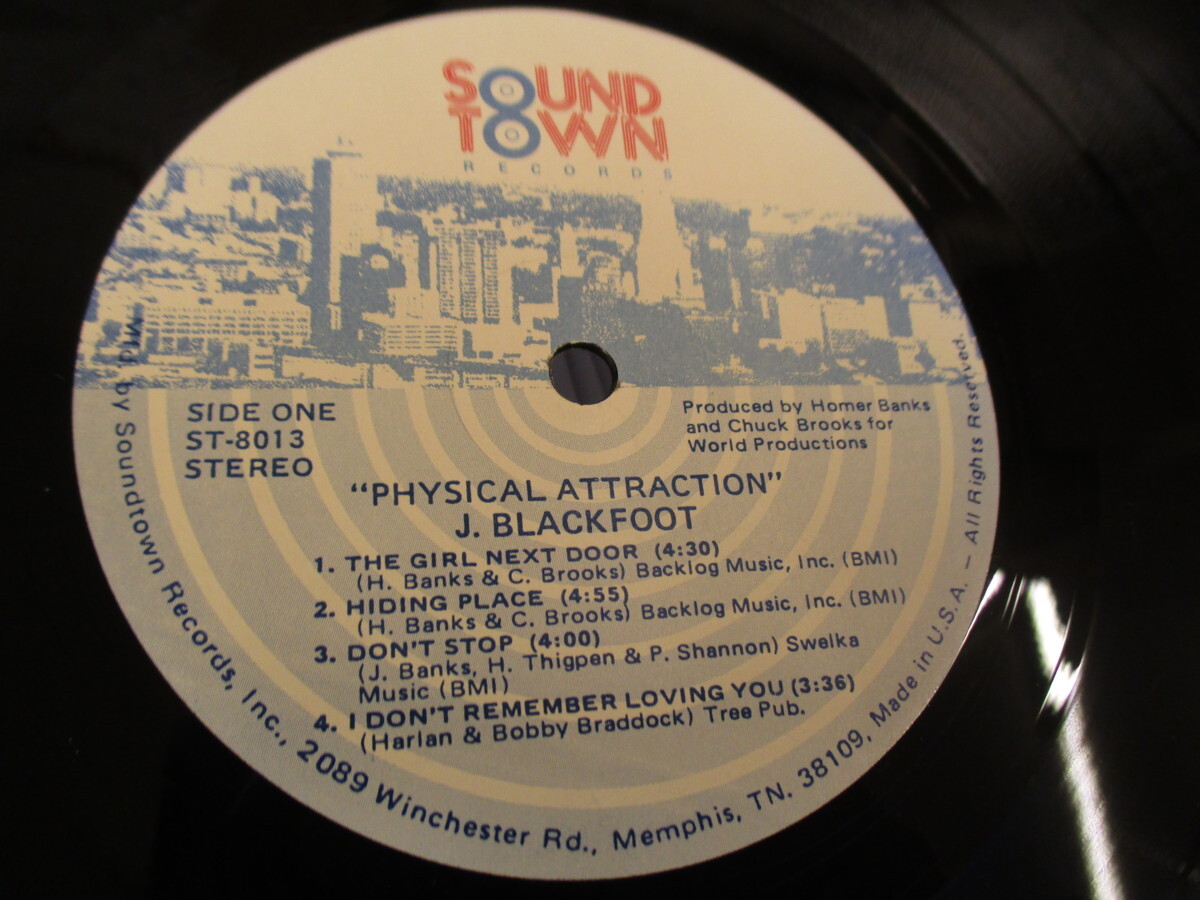 SOUND
TOWN
RECORDS
SIDE ONE
ST-8013
STEREO
Produced by Homer Banks
and Chuck Brooks for
World Productions
"PHYSICAL ATTRACTION"
J. BLACKFOOT
1. THE GIRL NEXT DOOR (4:30)
(H. Banks & C. Brooks) Backlog Music, Inc. (BMI)
2. HIDING PLACE (4:55)
(H. Banks & C. Brooks) Backlog Music, Inc. (BMI)
3. DON'T STOP (4:00)
(J. Banks, H. Thigpen & P. Shannon) Swelka
Music (BMI)
4. I DON'T REMEMBER LOVING YOU (3:36)
(Harlan & Bobby Braddock) Tree Pub.
Mfd. by Soundtown Records, Inc., 2089 Winchester Rd., Memphis, TN. 38109, Made in U.S.A. — All Rights Reserved.